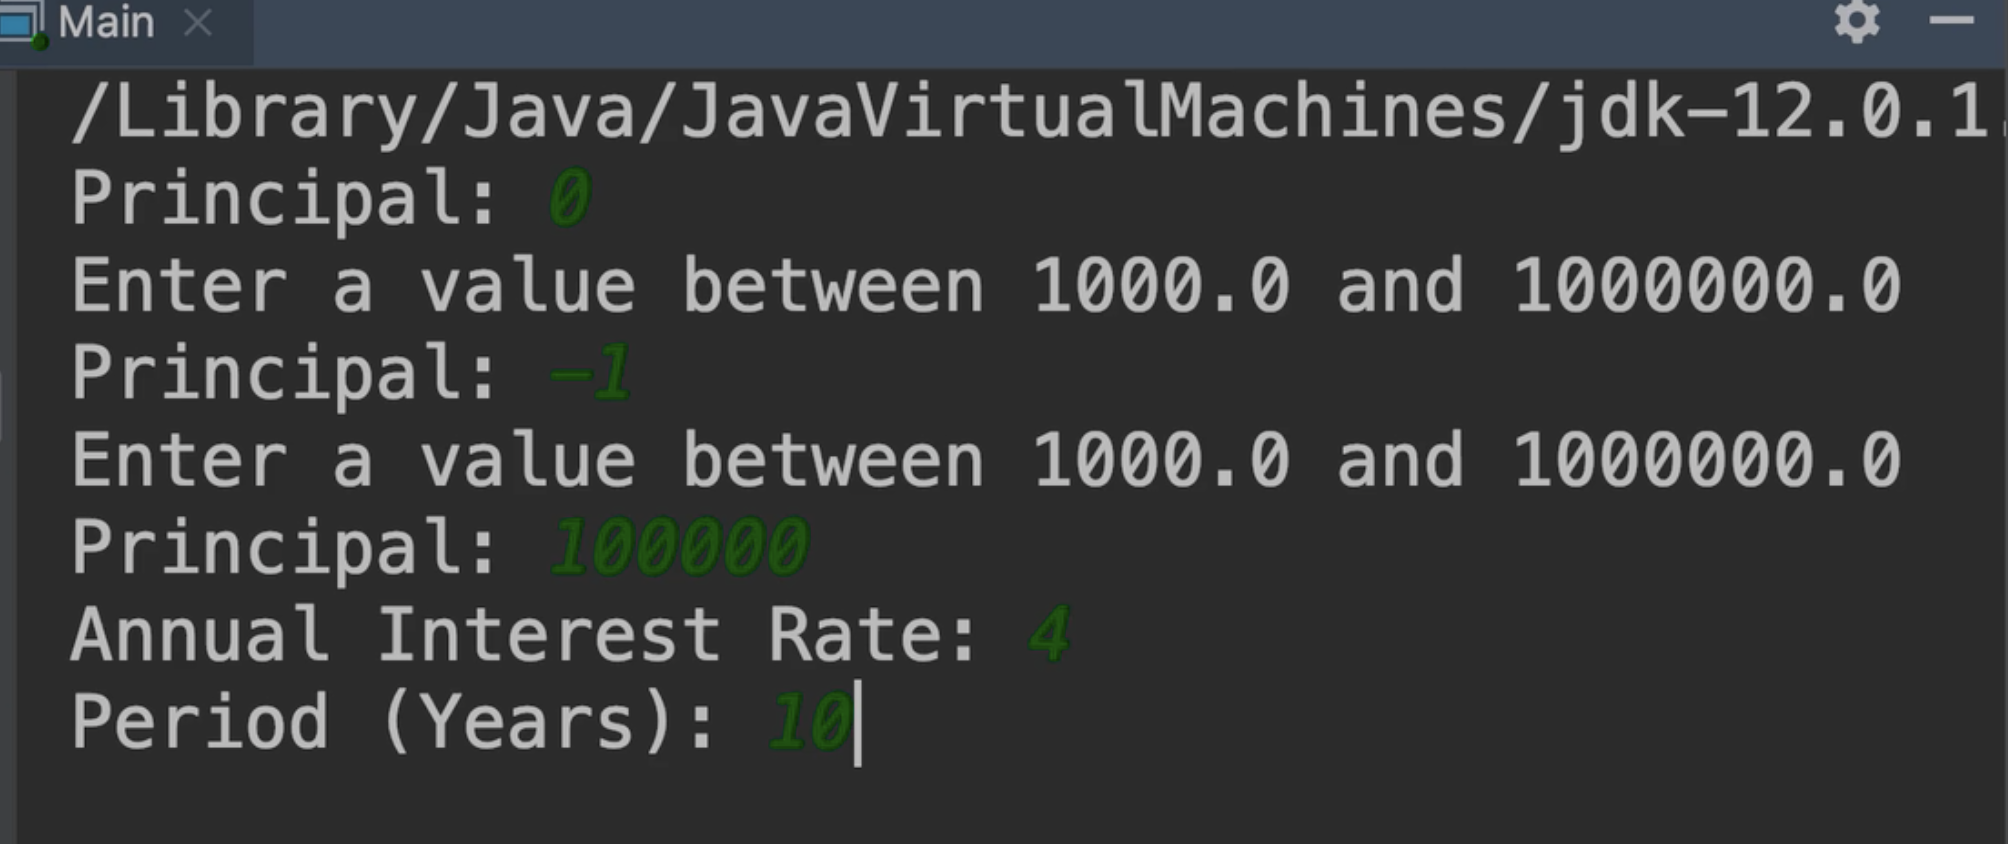 Main
/Library/Java/JavaVirtualMachines/jdk-12.0.1
Principal: 0
Enter a value between 1000.0 and 1000000.0
Principal: -1
Enter a value between 1000.0 and 1000000.0
Principal: 100000
Annual Interest Rate: 4
Period (Years): 10